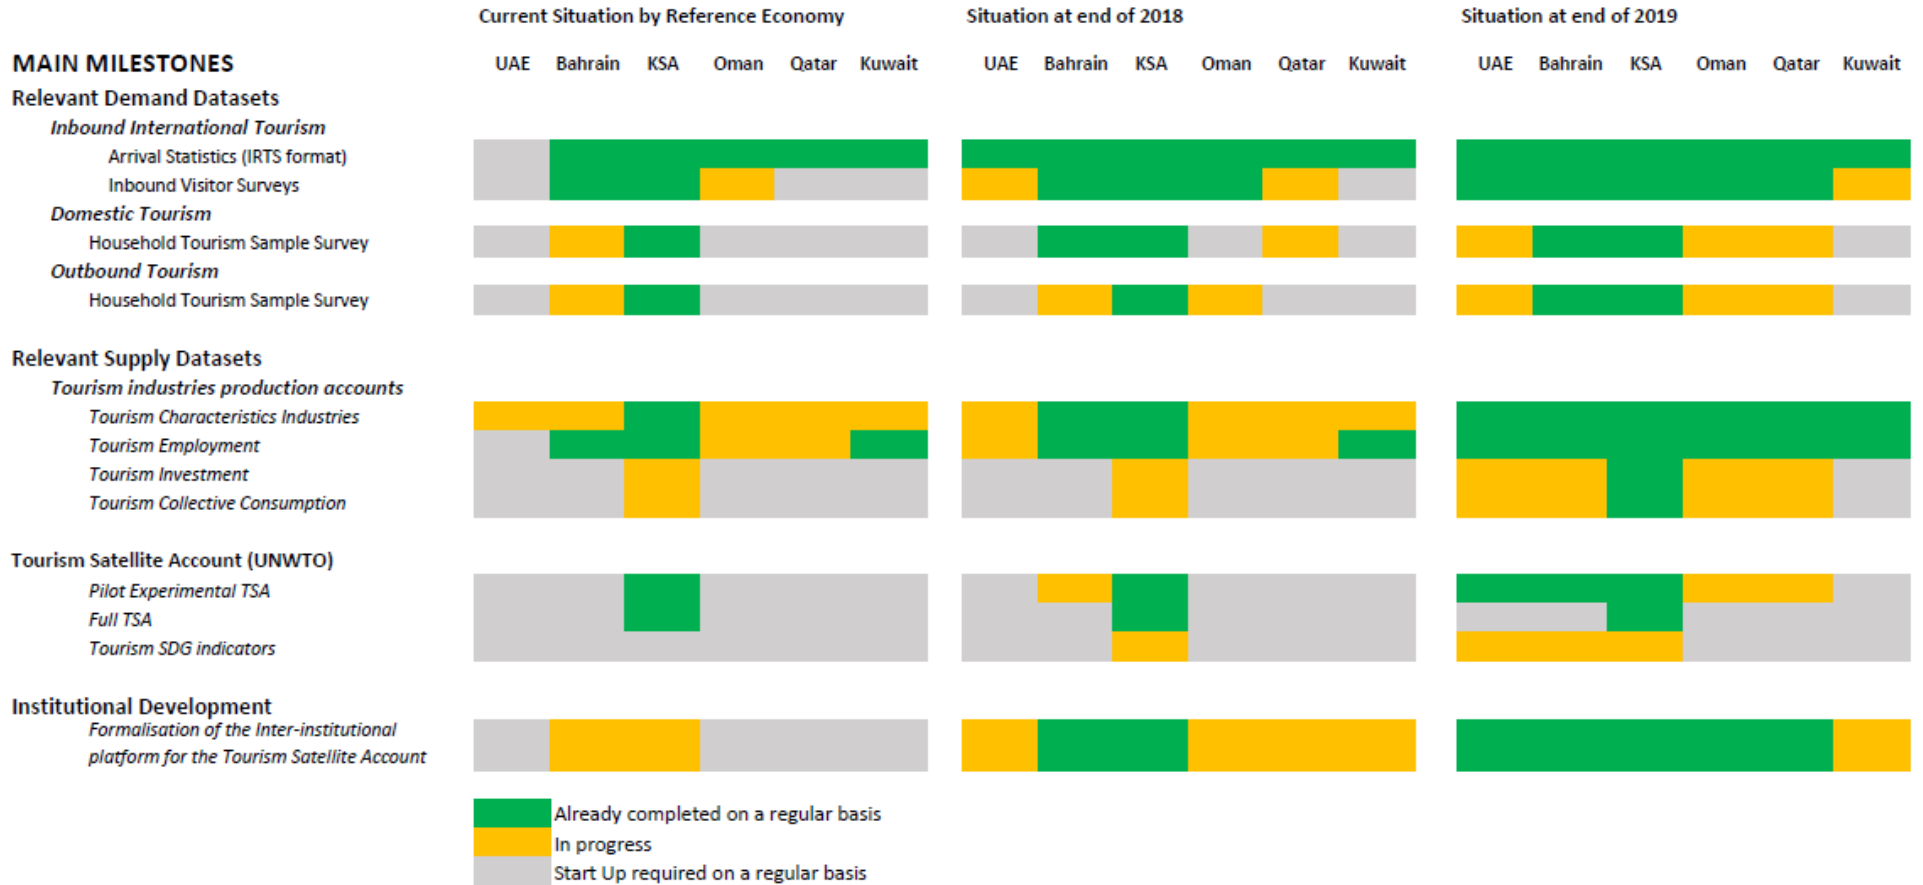 Current Situation by Reference Economy Situation at end of 2018 Situation at end of 2019
MAIN MILESTONES UAE Bahrain KSA Oman Qatar Kuwait UAE Bahrain KSA Oman Qatar Kuwait UAE Bahrain KSA Oman Qatar Kuwait
Relevant Demand Datasets
Inbound International Tourism
Arrival Statistics (IRTS format)
Inbound Visitor Surveys
Domestic Tourism
Household Tourism Sample Survey
Outbound Tourism
Household Tourism Sample Survey
Relevant Supply Datasets
Tourism industries production accounts
Tourism Characteristics Industries
Tourism Employment
Tourism Investment
Tourism Collective Consumption
Tourism Satellite Account (UNWTO)
Pilot Experimental TSA
Full TSA
Tourism SDG indicators
Institutional Development
Formalisation of the Inter-institutional
platform for the Tourism Satellite Account
Already completed on a regular basis
In progress
Start Up required on a regular basis